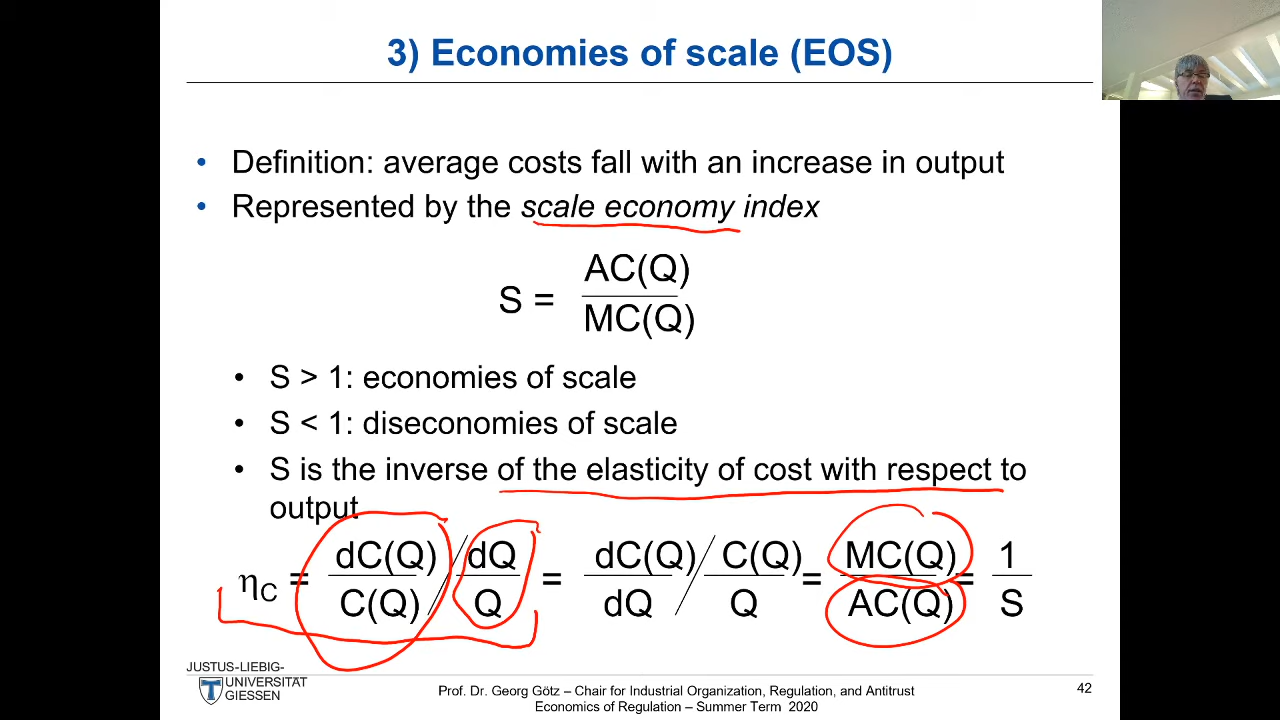 3) Economies of scale (EOS)
• Definition: average costs fall with an increase in output
• Represented by the scale economy index
S = AC(Q) / MC(Q)
• S > 1: economies of scale
• S < 1: diseconomies of scale
• S is the inverse of the elasticity of cost with respect to
output
ηC = dC(Q)/C(Q) / dQ/Q = dC(Q)/dQ / C(Q)/Q = MC(Q)/AC(Q) = 1/S
JUSTUS-LIEBIG-
UNIVERSITÄT
GIESSEN
Prof. Dr. Georg Götz – Chair for Industrial Organization, Regulation, and Antitrust
Economics of Regulation – Summer Term 2020
42